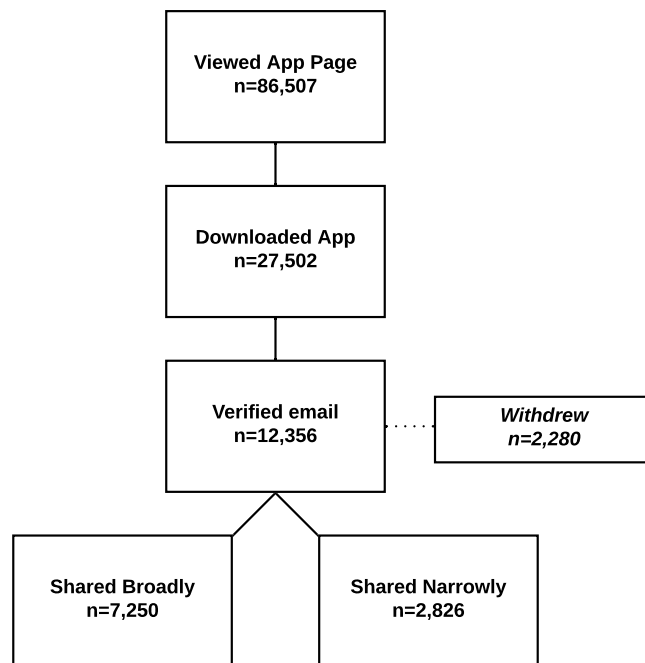 Viewed App Page
n=86,507
Downloaded App
n=27,502
Verified email
n=12,356
Withdrew
n=2,280
Shared Broadly
n=7,250
Shared Narrowly
n=2,826